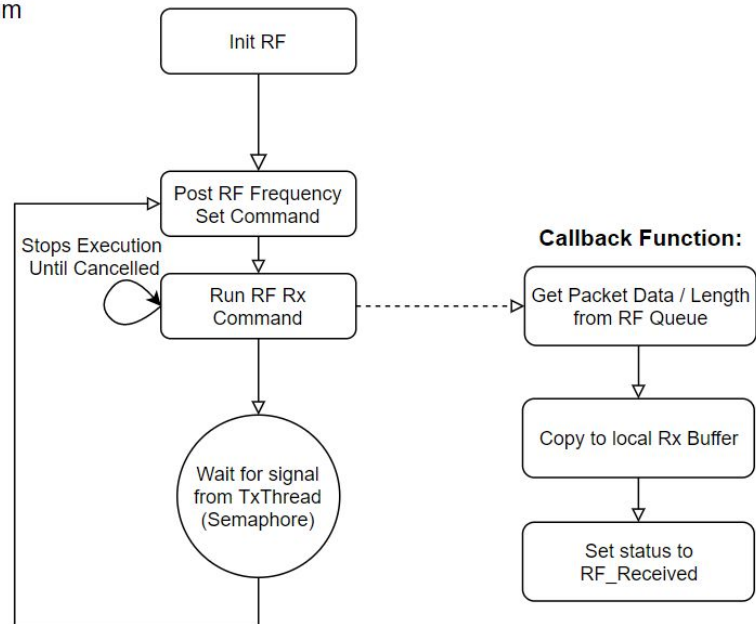 m
Init RF
Post RF Frequency
Set Command
Stops Execution
Until Cancelled
Run RF Rx
Command
Wait for signal
from TxThread
(Semaphore)
Callback Function:
Get Packet Data / Length
from RF Queue
Copy to local Rx Buffer
Set status to
RF_Received